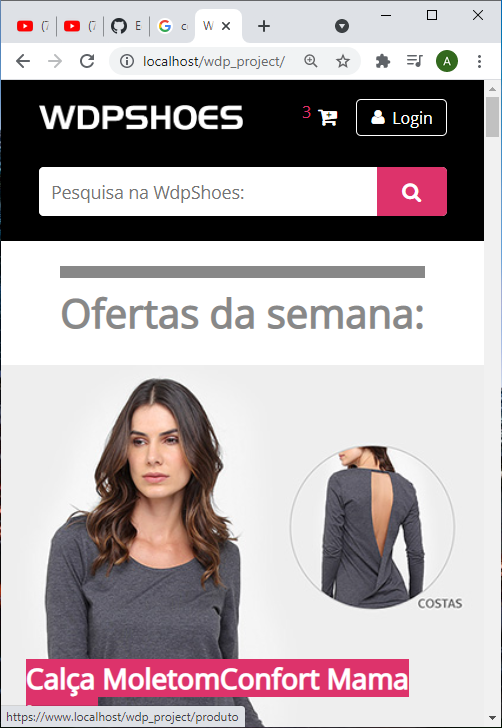 (7
(7
E
c
W
localhost/wdp_project/
A
WDPSHOES
3
Login
Pesquisa na WdpShoes:
Ofertas da semana:
COSTAS
Calça MoletomConfort Mama
https://www.localhost/wdp_project/produto